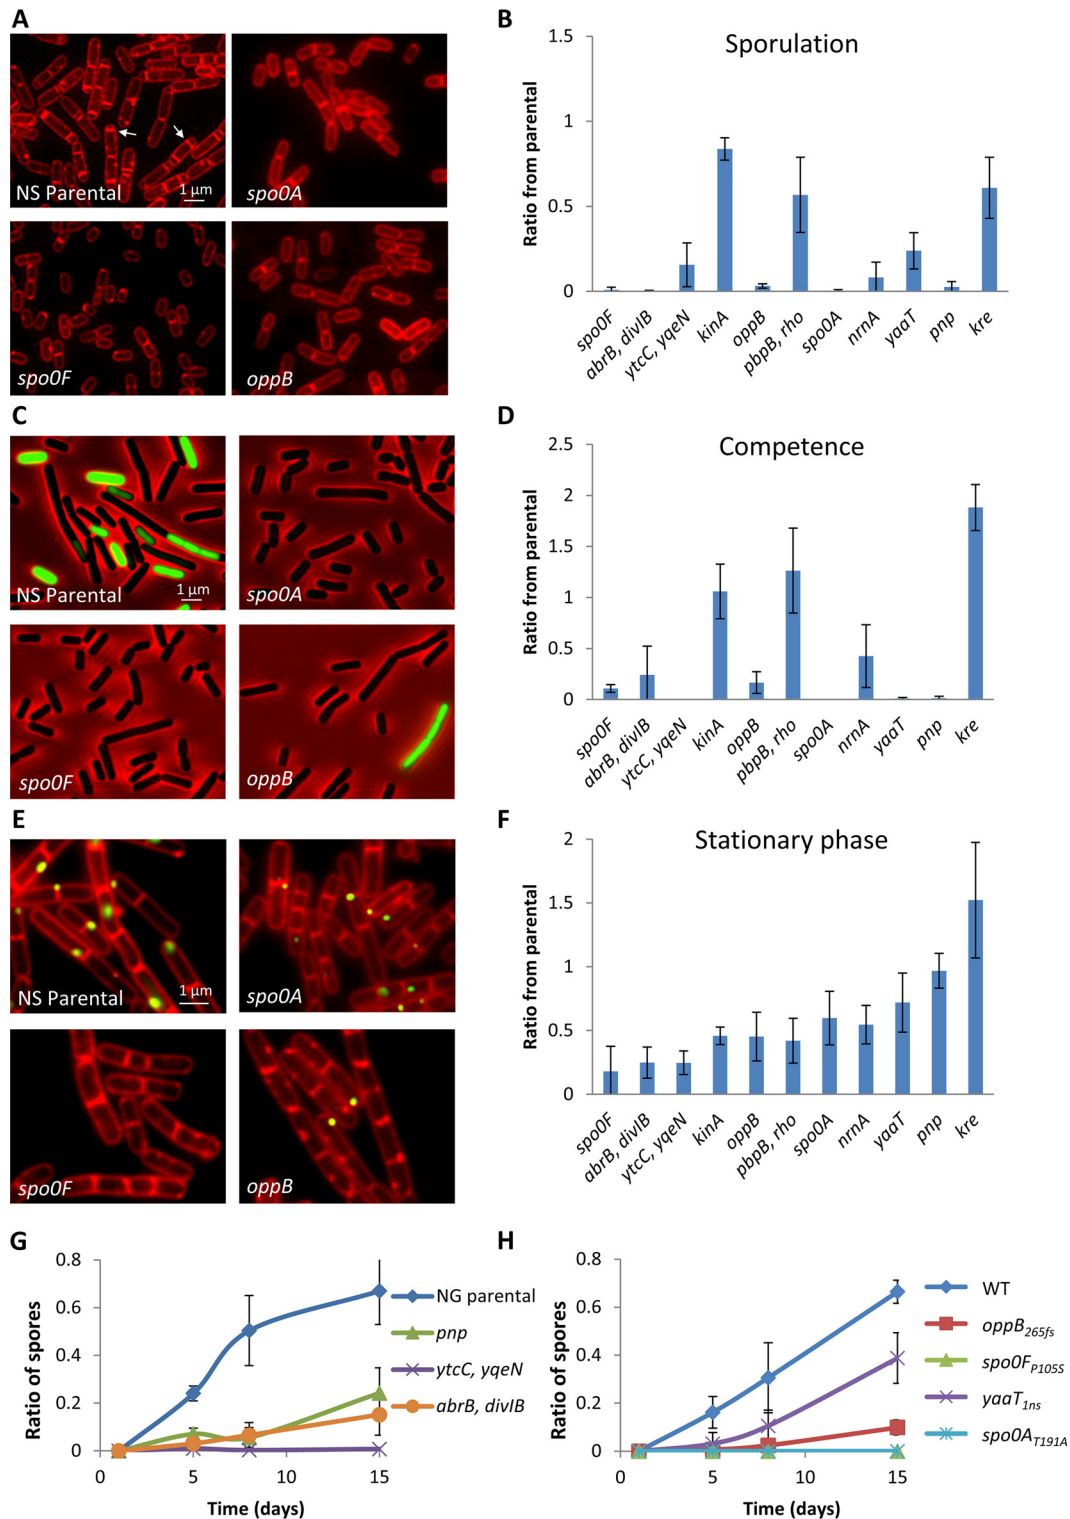 A
NS Parental
1 µm
spo0A
spo0F
oppB
B
Sporulation
Ratio from parental
1.5
1
0.5
0
spo0F
abrB, divIB
ytcC, yqeN
kinA
oppB
pbpB, rho
spo0A
nrnA
yaaT
pnp
kre
C
NS Parental
1 µm
spo0A
spo0F
oppB
D
Competence
Ratio from parental
2.5
2
1.5
1
0.5
0
spo0F
abrB, divIB
ytcC, yqeN
kinA
oppB
pbpB, rho
spo0A
nrnA
yaaT
pnp
kre
E
NS Parental
1 µm
spo0A
spo0F
oppB
F
Stationary phase
Ratio from parental
2
1.5
1
0.5
0
spo0F
abrB, divIB
ytcC, yqeN
kinA
oppB
pbpB, rho
spo0A
nrnA
yaaT
pnp
kre
G
Ratio of spores
0.8
0.6
0.4
0.2
0
0 5 10 15
Time (days)
NG parental
pnp
ytcC, yqeN
abrB, divIB
H
Ratio of spores
0.8
0.6
0.4
0.2
0
0 5 10 15
Time (days)
WT
oppB265fs
spo0FP105S
yaaT1ns
spo0AT191A